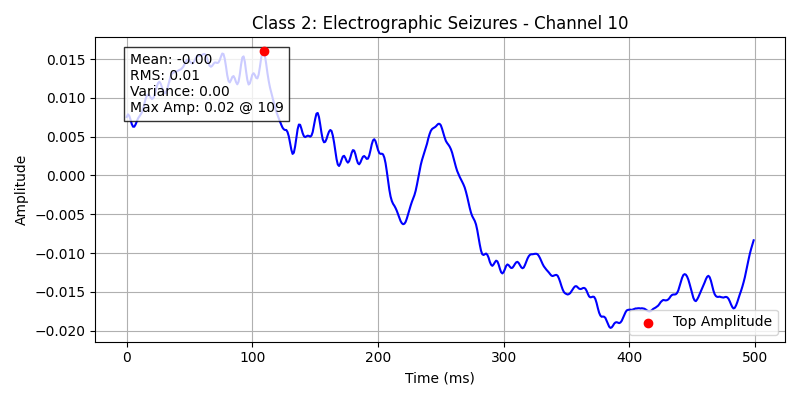 Class 2: Electrographic Seizures - Channel 10
Amplitude
0.015
0.010
0.005
0.000
−0.005
−0.010
−0.015
−0.020
Mean: -0.00
RMS: 0.01
Variance: 0.00
Max Amp: 0.02 @ 109
Top Amplitude
0 100 200 300 400 500
Time (ms)